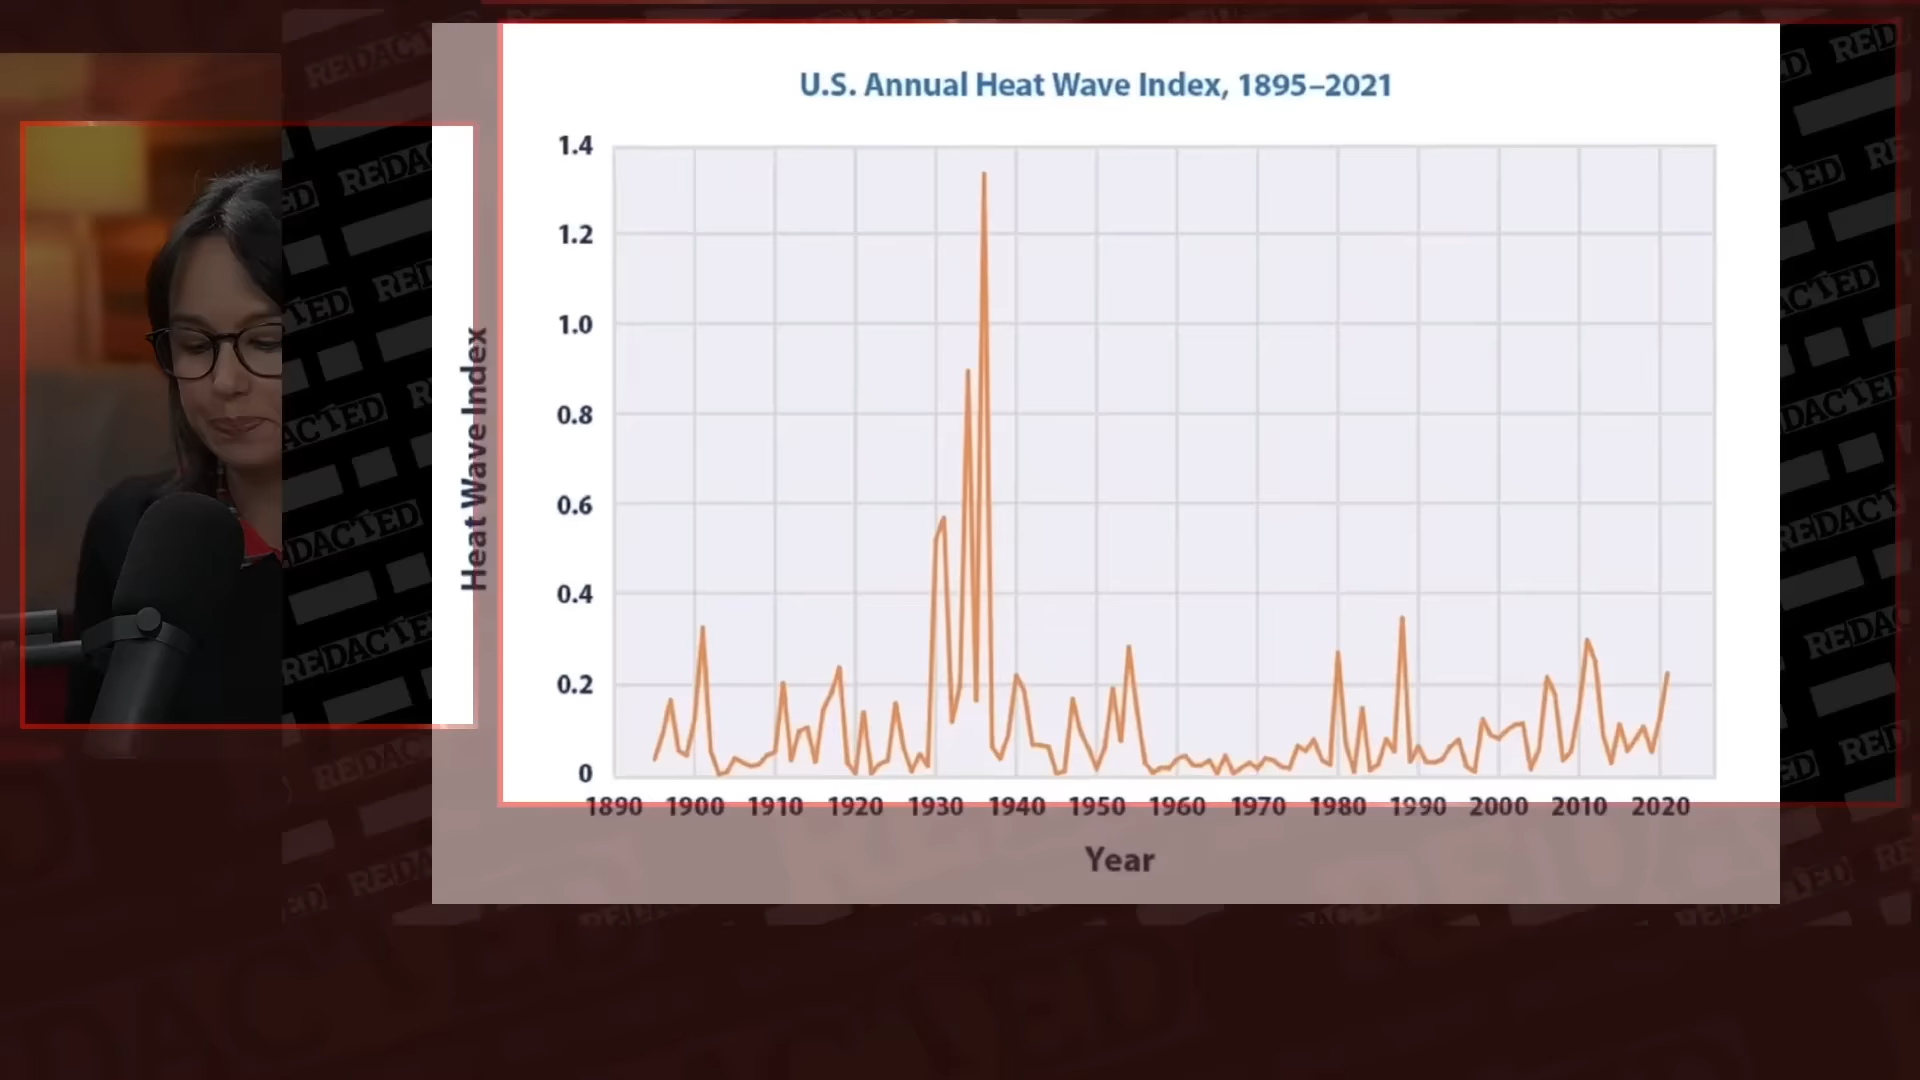 U.S. Annual Heat Wave Index, 1895–2021
1.4
1.2
1.0
0.8
0.6
0.4
0.2
0
Heat Wave Index
1890 1900 1910 1920 1930 1940 1950 1960 1970 1980 1990 2000 2010 2020
Year
REDACTED
REDACTED
REDACTED